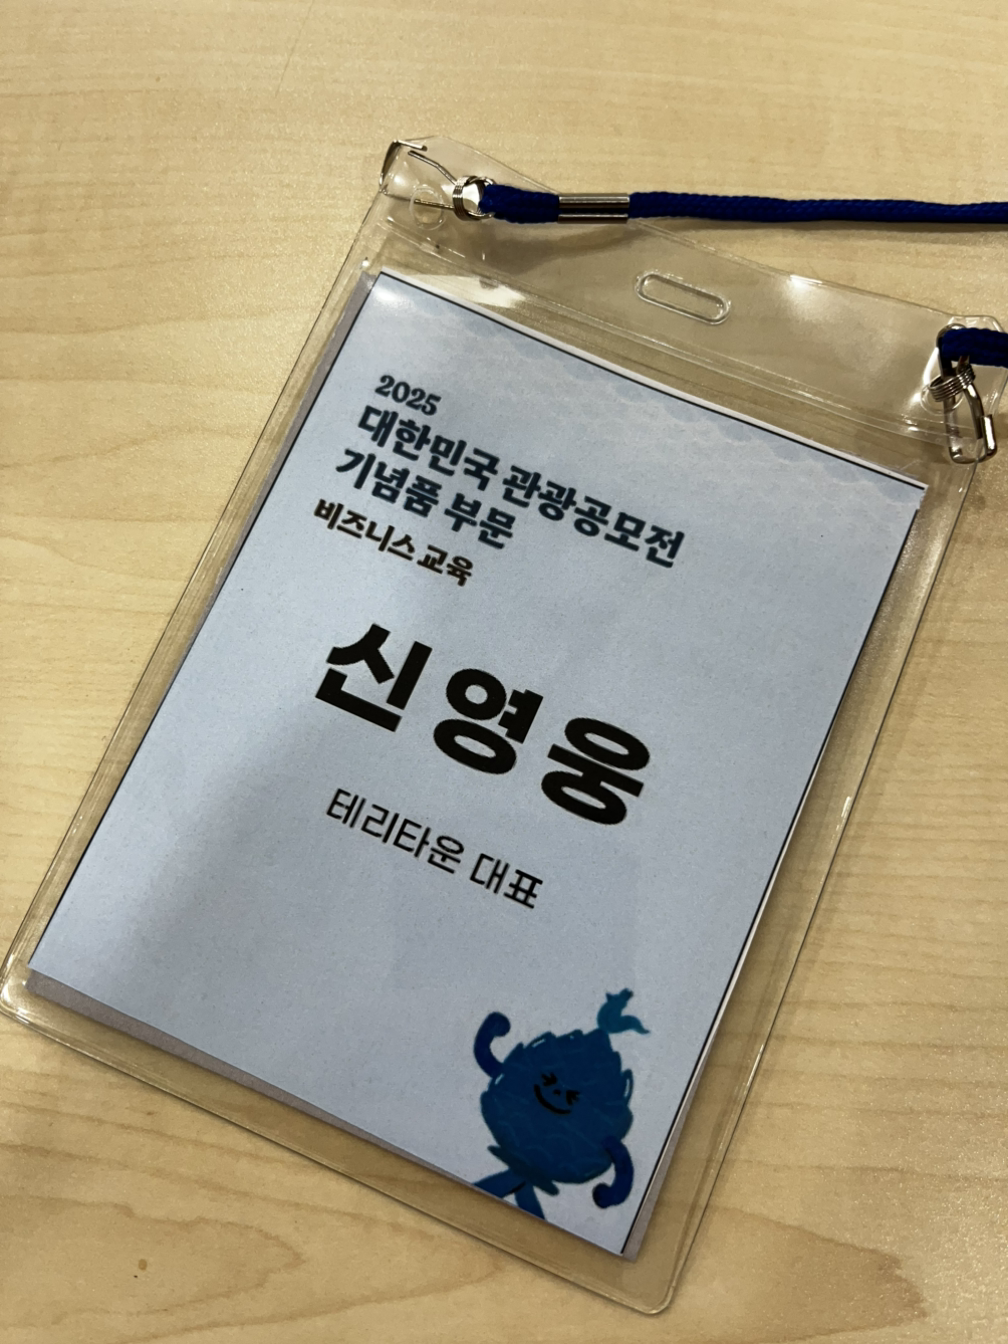 2025
대한민국 관광공모전
기념품 부문
비즈니스 교육
신영웅
테리타운 대표